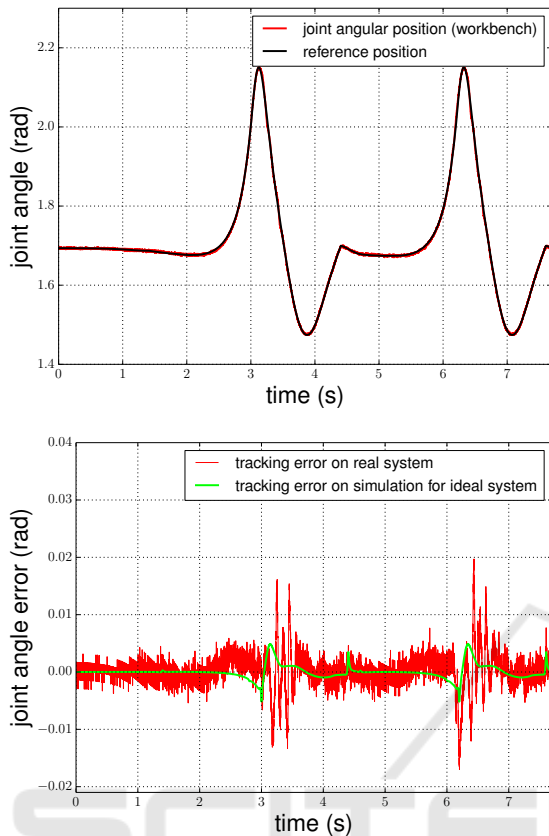 2.2
2.0
1.8
1.6
1.4
joint angle (rad)
joint angular position (workbench)
reference position
0 1 2 3 4 5 6 7
time (s)
0.04
0.03
0.02
0.01
0.00
−0.01
−0.02
joint angle error (rad)
tracking error on real system
tracking error on simulation for ideal system
0 1 2 3 4 5 6 7
time (s)